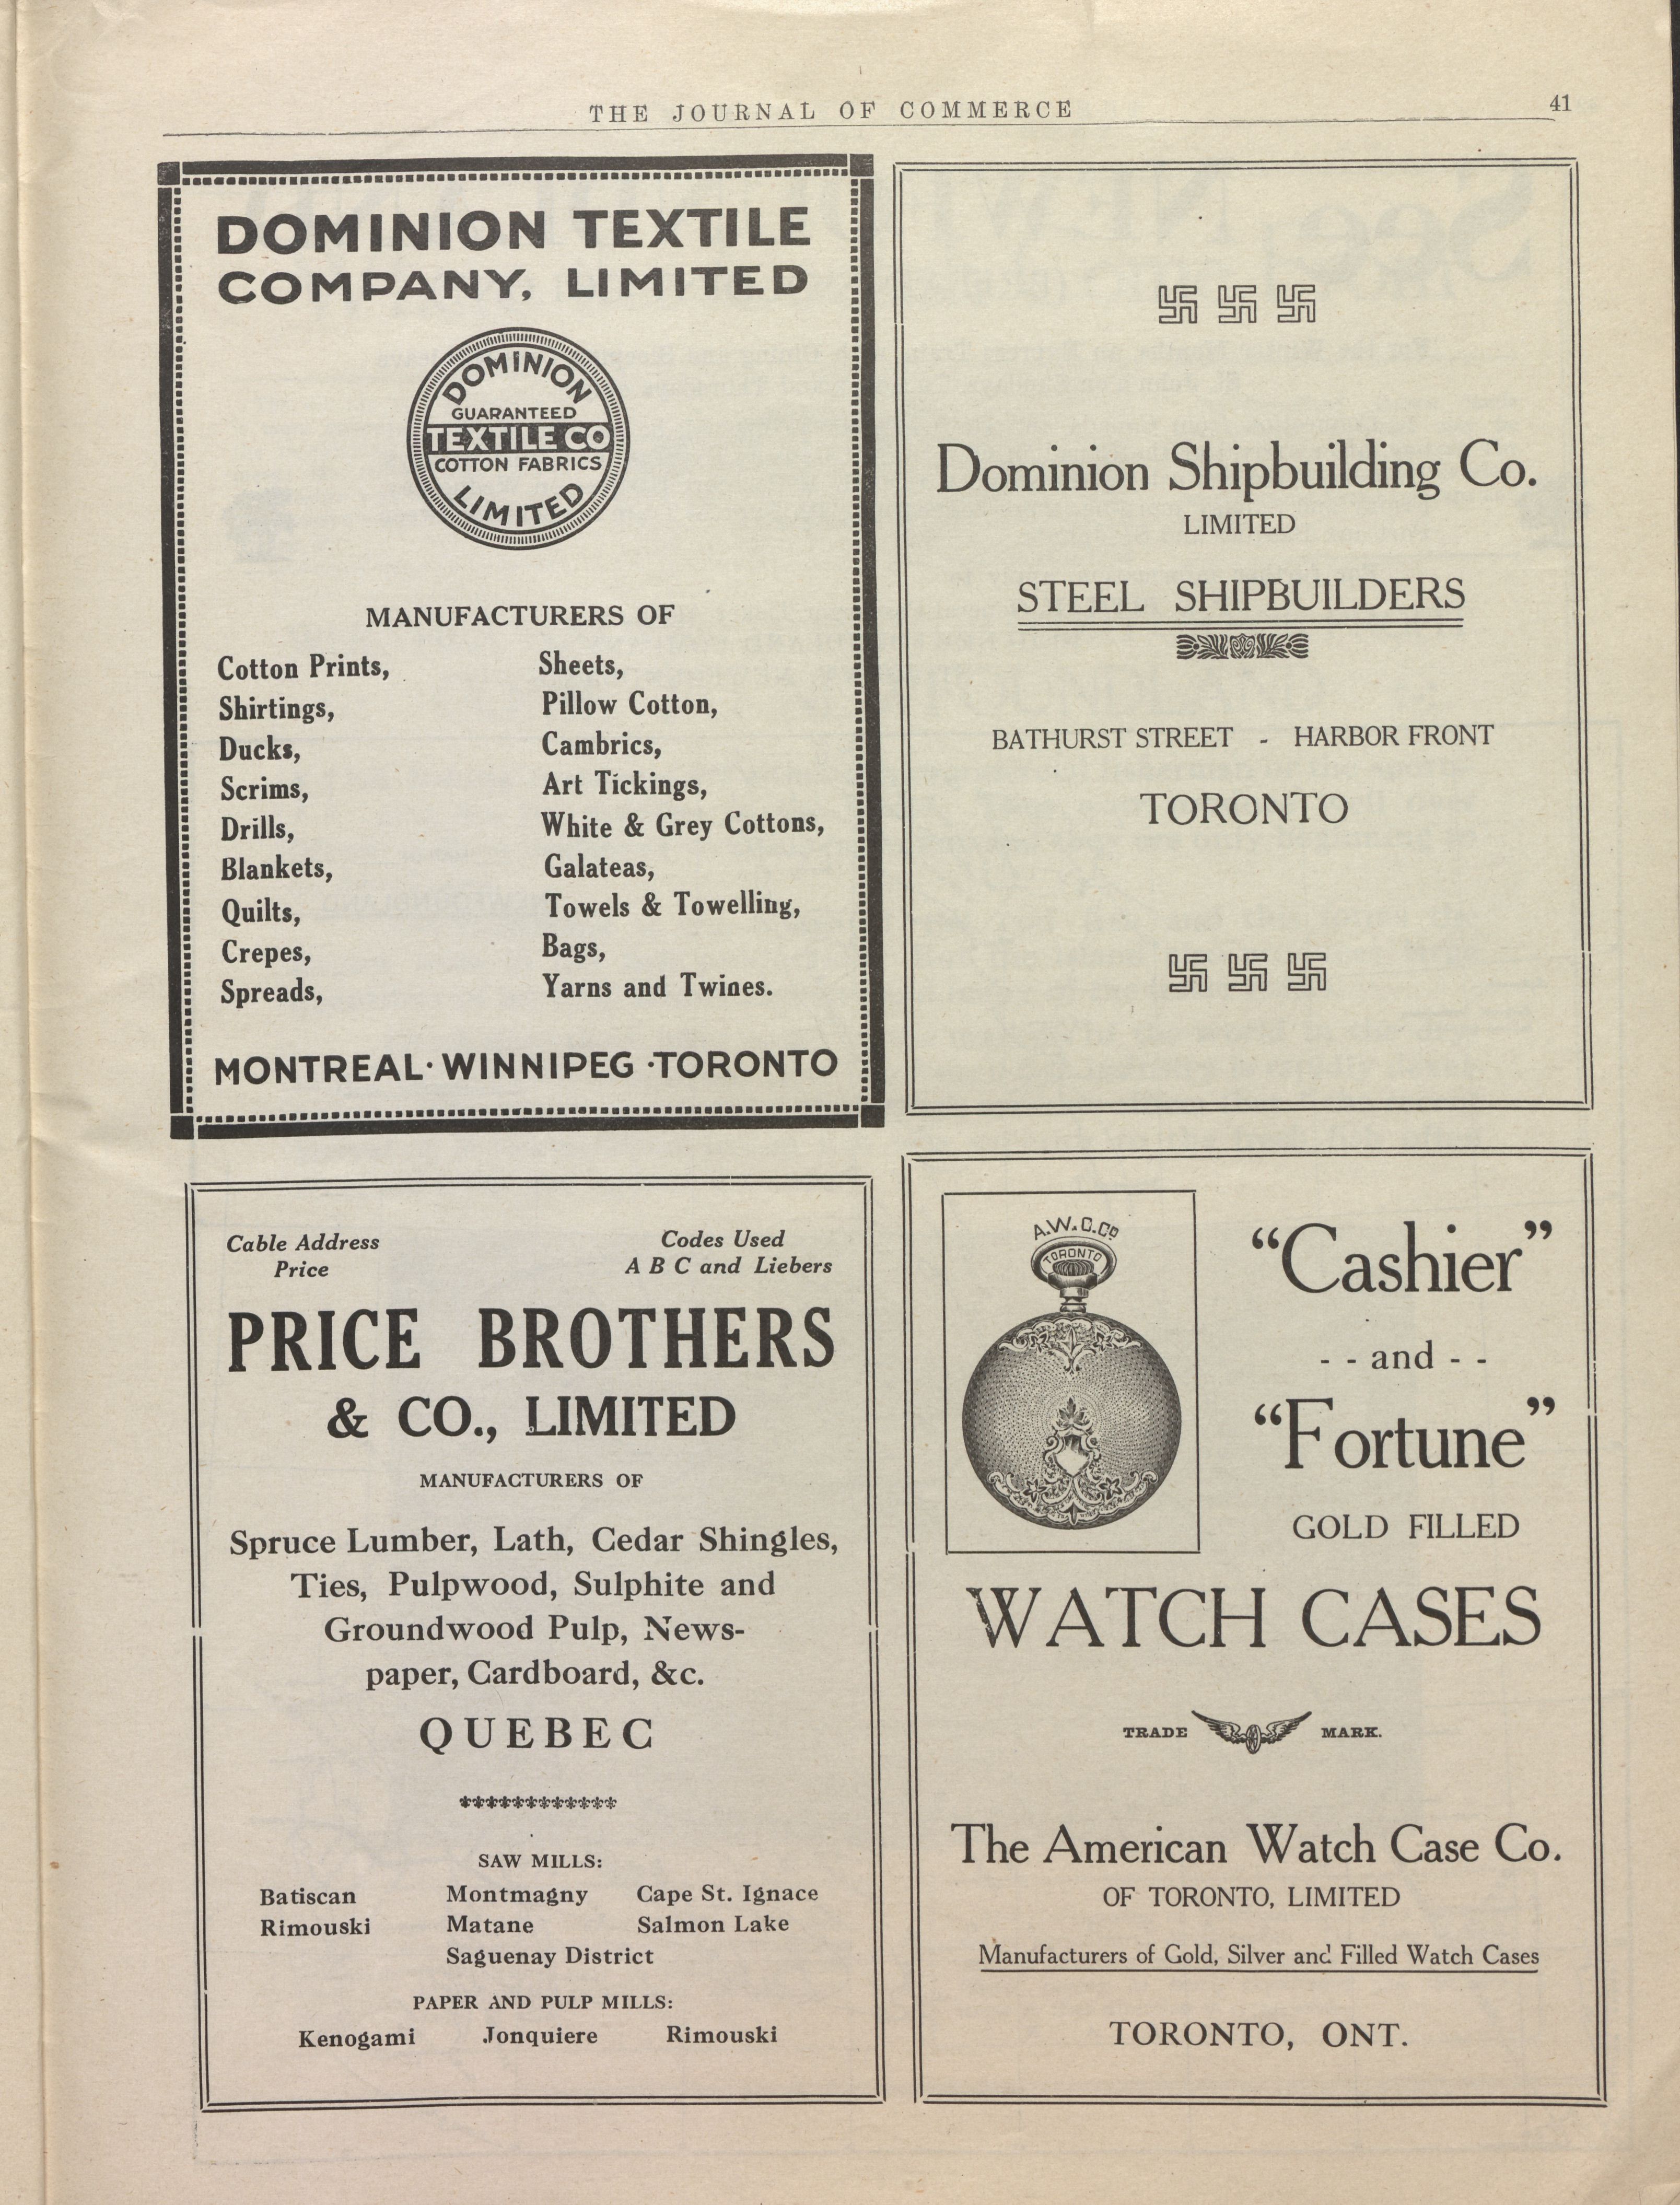 THE JOURNAL OF COMMERCE
41
DOMINION TEXTILE
COMPANY, LIMITED
DOMINION
GUARANTEED
TEXTILE CO
COTTON FABRICS
LIMITED
MANUFACTURERS OF
Cotton Prints,
Shirtings,
Ducks,
Scrims,
Drills,
Blankets,
Quilts,
Crepes,
Spreads,
Sheets,
Pillow Cotton,
Cambrics,
Art Tickings,
White & Grey Cottons,
Galateas,
Towels & Towelling,
Bags,
Yarns and Twines.
MONTREAL · WINNIPEG · TORONTO
Dominion Shipbuilding Co.
LIMITED
STEEL SHIPBUILDERS
BATHURST STREET - HARBOR FRONT
TORONTO
Cable Address
Price
Codes Used
A B C and Liebers
PRICE BROTHERS
& CO., LIMITED
MANUFACTURERS OF
Spruce Lumber, Lath, Cedar Shingles,
Ties, Pulpwood, Sulphite and
Groundwood Pulp, News-
paper, Cardboard, &c.
QUEBEC
SAW MILLS:
Batiscan Montmagny Cape St. Ignace
Rimouski Matane Salmon Lake
Saguenay District
PAPER AND PULP MILLS:
Kenogami Jonquiere Rimouski
A.W.C.Co
TORONTO
“Cashier”
- - and - -
“Fortune”
GOLD FILLED
WATCH CASES
TRADE MARK.
The American Watch Case Co.
OF TORONTO, LIMITED
Manufacturers of Gold, Silver and Filled Watch Cases
TORONTO, ONT.